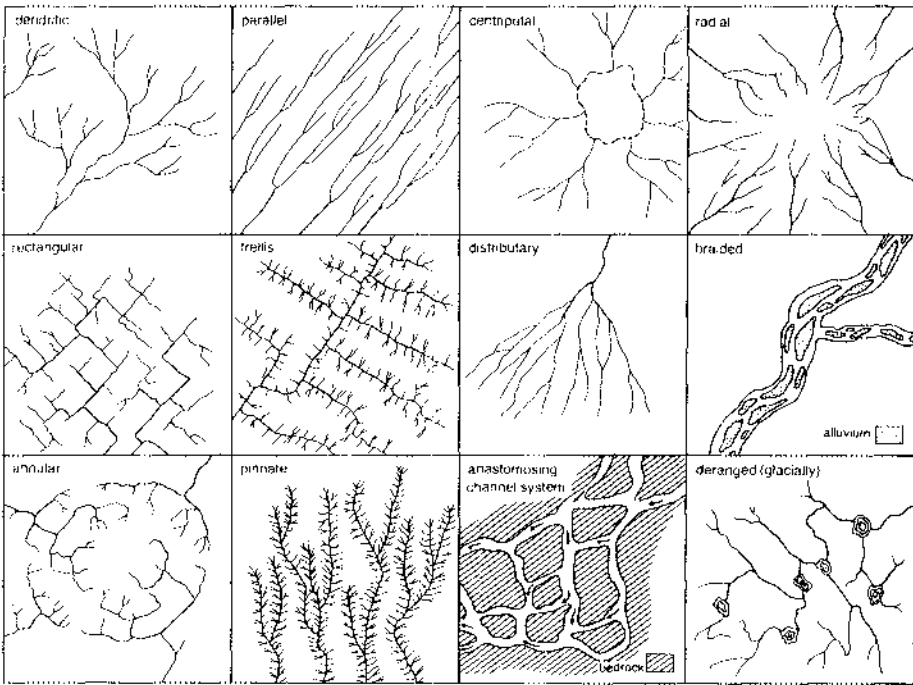 dendritic
parallel
centripetal
radial
rectangular
trellis
distributary
braided
alluvium
annular
pinnate
anastomosing
channel system
bedrock
deranged (glacially)